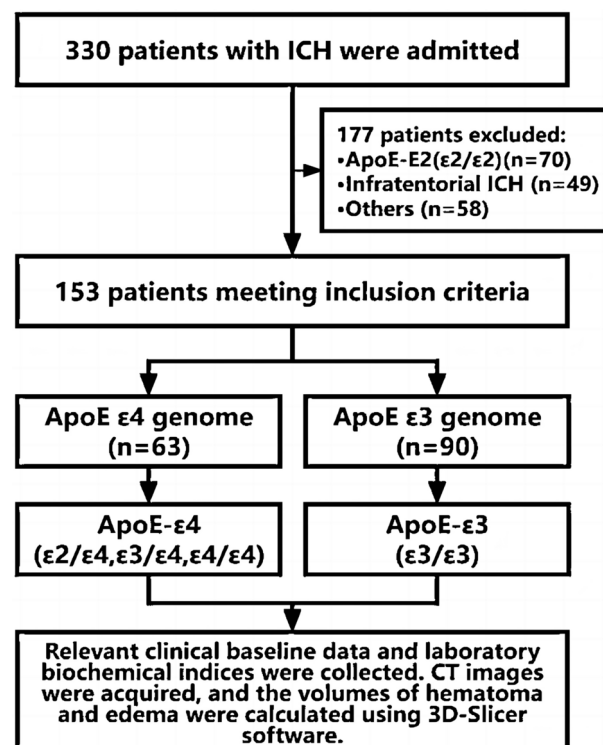 330 patients with ICH were admitted
177 patients excluded:
•ApoE-E2(ε2/ε2)(n=70)
•Infratentorial ICH (n=49)
•Others (n=58)
153 patients meeting inclusion criteria
ApoE ε4 genome
(n=63)
ApoE ε3 genome
(n=90)
ApoE-ε4
(ε2/ε4,ε3/ε4,ε4/ε4)
ApoE-ε3
(ε3/ε3)
Relevant clinical baseline data and laboratory
biochemical indices were collected. CT images
were acquired, and the volumes of hematoma
and edema were calculated using 3D-Slicer
software.